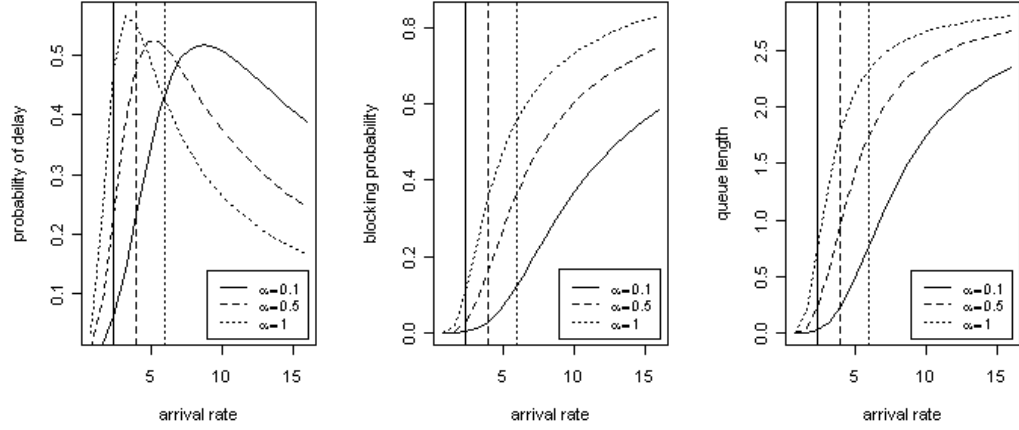 probability of delay
0.1 0.2 0.3 0.4 0.5
5 10 15
arrival rate
α=0.1
α=0.5
α=1
blocking probability
0.0 0.2 0.4 0.6 0.8
5 10 15
arrival rate
α=0.1
α=0.5
α=1
queue length
0.0 0.5 1.0 1.5 2.0 2.5
5 10 15
arrival rate
α=0.1
α=0.5
α=1